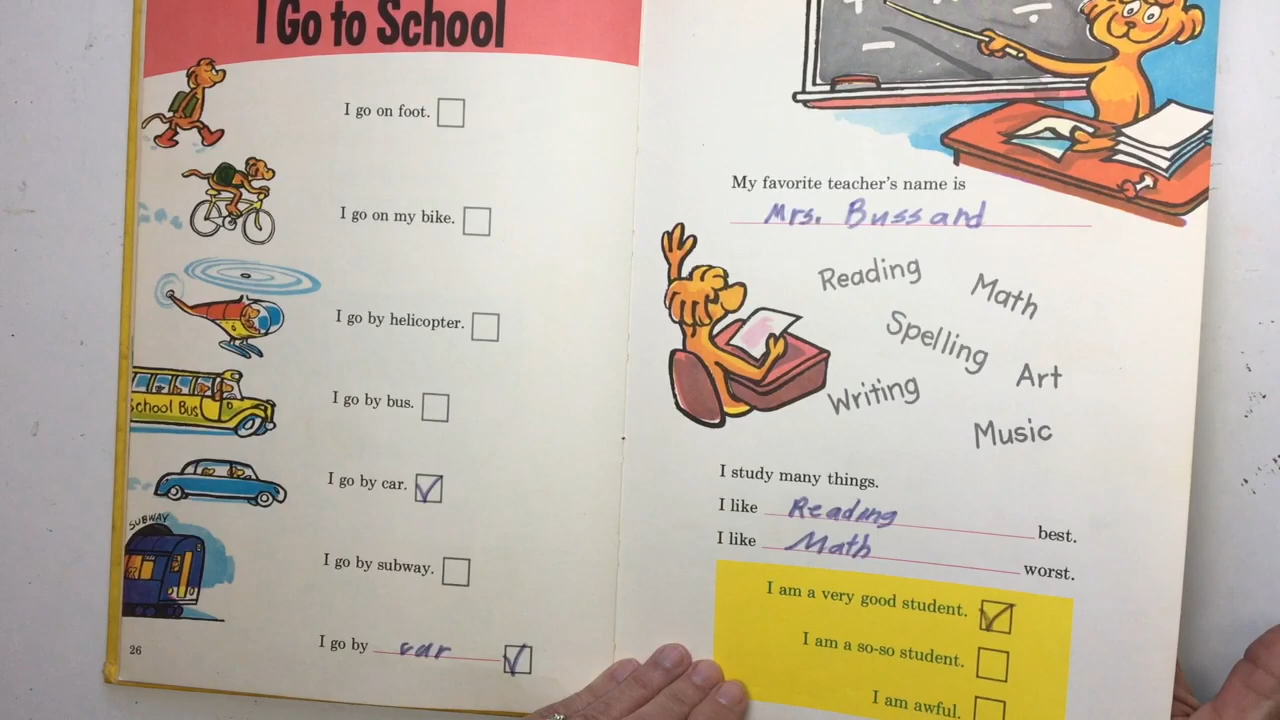 I Go to School
I go on foot.
I go on my bike.
I go by helicopter.
School Bus
I go by bus.
I go by car.
SUBWAY
I go by subway.
I go by car
26
My favorite teacher's name is
Mrs. Bussard
Reading
Math
Spelling
Art
Writing
Music
I study many things.
I like Reading best.
I like Math worst.
I am a very good student.
I am a so-so student.
I am awful.